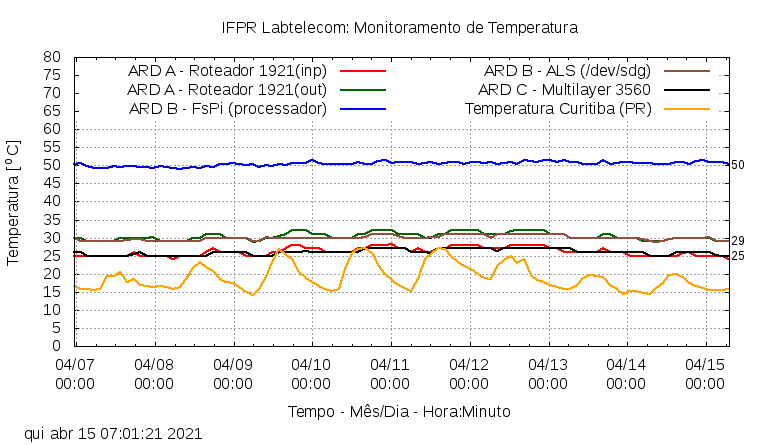 IFPR Labtelecom: Monitoramento de Temperatura
ARD A - Roteador 1921(inp)
ARD A - Roteador 1921(out)
ARD B - FsPi (processador)
ARD B - ALS (/dev/sdg)
ARD C - Multilayer 3560
Temperatura Curitiba (PR)
Temperatura [ºC]
80
75
70
65
60
55
50
45
40
35
30
25
20
15
10
5
0
50
29
25
04/07 04/08 04/09 04/10 04/11 04/12 04/13 04/14 04/15
00:00 00:00 00:00 00:00 00:00 00:00 00:00 00:00 00:00
Tempo - Mês/Dia - Hora:Minuto
qui abr 15 07:01:21 2021